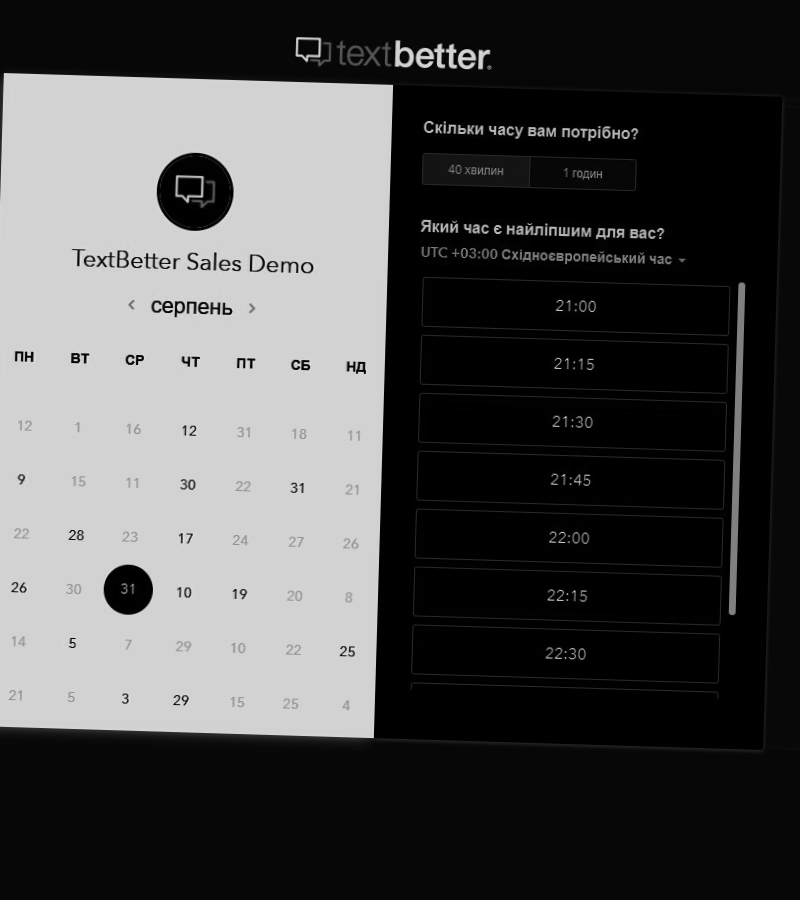 textbetter.
TextBetter Sales Demo
серпень
ПН ВТ СР ЧТ ПТ СБ НД
12 1 16 12 31 18 11
9 15 11 30 22 31 21
22 28 23 17 24 27 26
26 30 31 10 19 20 8
14 5 7 29 10 22 25
21 5 3 29 15 25 4
Скільки часу вам потрібно?
40 хвилин 1 годин
Який час є найліпшим для вас?
UTC +03:00 Східноєвропейський час
21:00
21:15
21:30
21:45
22:00
22:15
22:30